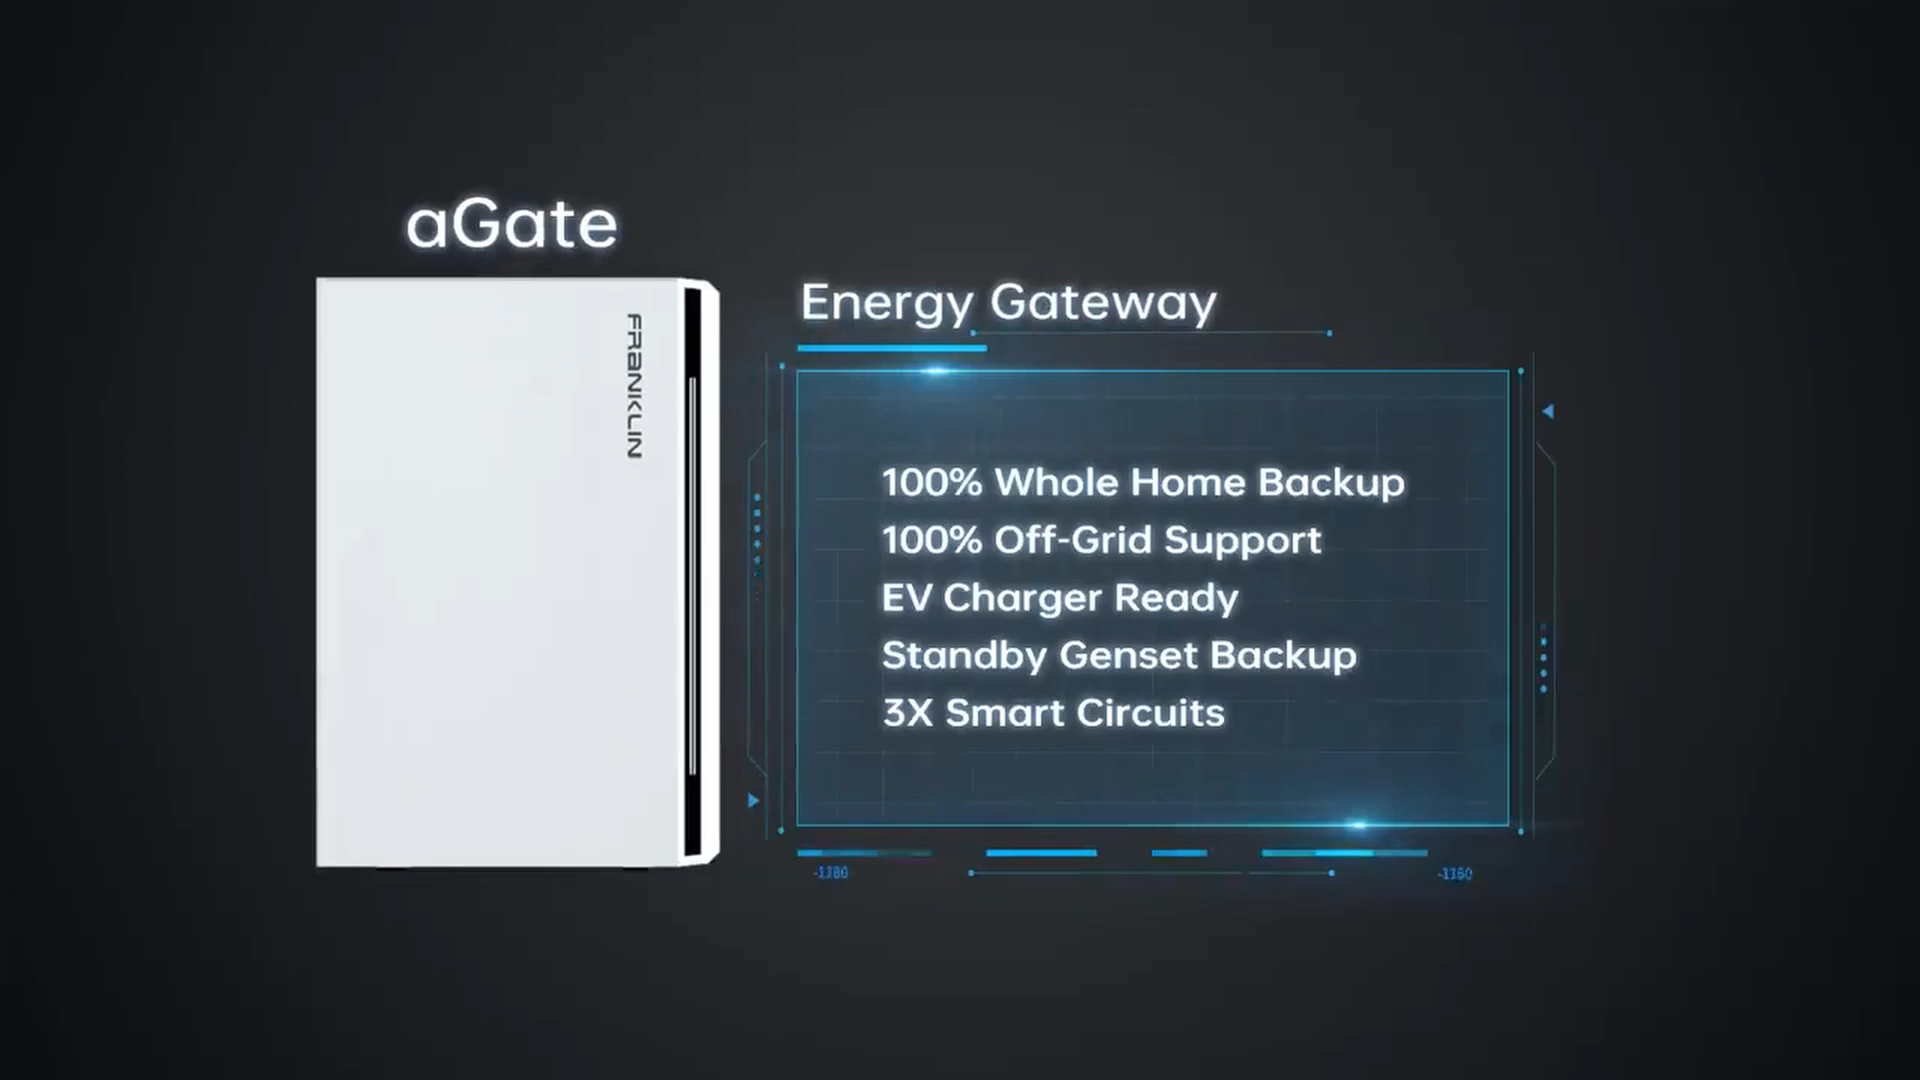 aGate
FRANKLIN
Energy Gateway
100% Whole Home Backup
100% Off-Grid Support
EV Charger Ready
Standby Genset Backup
3X Smart Circuits